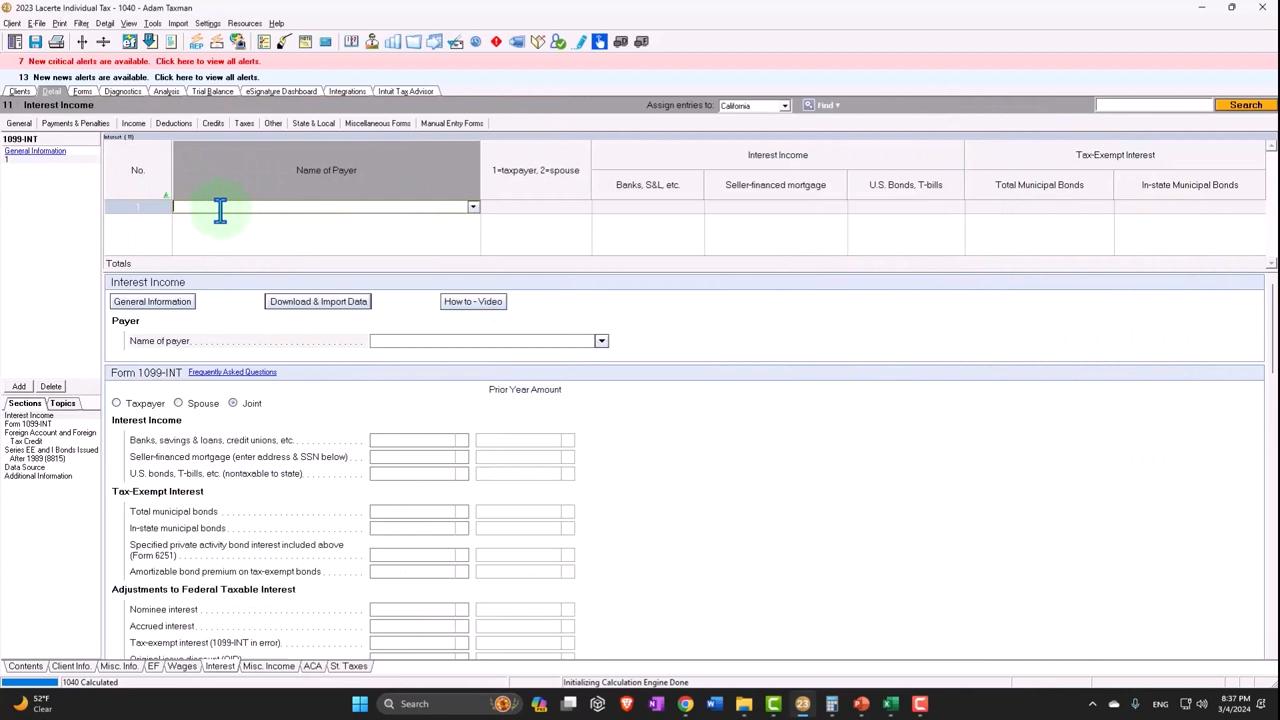 2023 Lacerte Individual Tax - 1040 - Adam Taxman
Client E-File Print Filter Detail View Tools Import Settings Resources Help
7 New critical alerts are available. Click here to view all alerts.
13 New news alerts are available. Click here to view all alerts.
Clients Detail Forms Diagnostics Analysis Trial Balance eSignature Dashboard Integrations Intuit Tax Advisor
11 Interest Income Assign entries to: California Find Search
General Payments & Penalties Income Deductions Credits Taxes Other State & Local Miscellaneous Forms Manual Entry Forms
1099-INT
General Information
1
Interest (11)
No. Name of Payer 1=taxpayer, 2=spouse Interest Income Tax-Exempt Interest
Banks, S&L, etc. Seller-financed mortgage U.S. Bonds, T-bills Total Municipal Bonds In-state Municipal Bonds
1
Totals
Interest Income
General Information Download & Import Data How to - Video
Payer
Name of payer
Form 1099-INT Frequently Asked Questions
Prior Year Amount
Taxpayer Spouse Joint
Interest Income
Banks, savings & loans, credit unions, etc.
Seller-financed mortgage (enter address & SSN below)
U.S. bonds, T-bills, etc. (nontaxable to state)
Tax-Exempt Interest
Total municipal bonds
In-state municipal bonds
Specified private activity bond interest included above
(Form 6251)
Amortizable bond premium on tax-exempt bonds
Adjustments to Federal Taxable Interest
Nominee interest
Accrued interest
Tax-exempt interest (1099-INT in error)
Original issue discount (OID)
Add Delete
Sections Topics
Interest Income
Form 1099-INT
Foreign Account and Foreign
Tax Credit
Series EE and I Bonds Issued
After 1989 (8815)
Data Source
Additional Information
Contents Client Info. Misc. Info. EF Wages Interest Misc. Income ACA St. Taxes
1040 Calculated Initializing Calculation Engine Done
52°F
Clear
Search
23
8:37 PM
3/4/2024